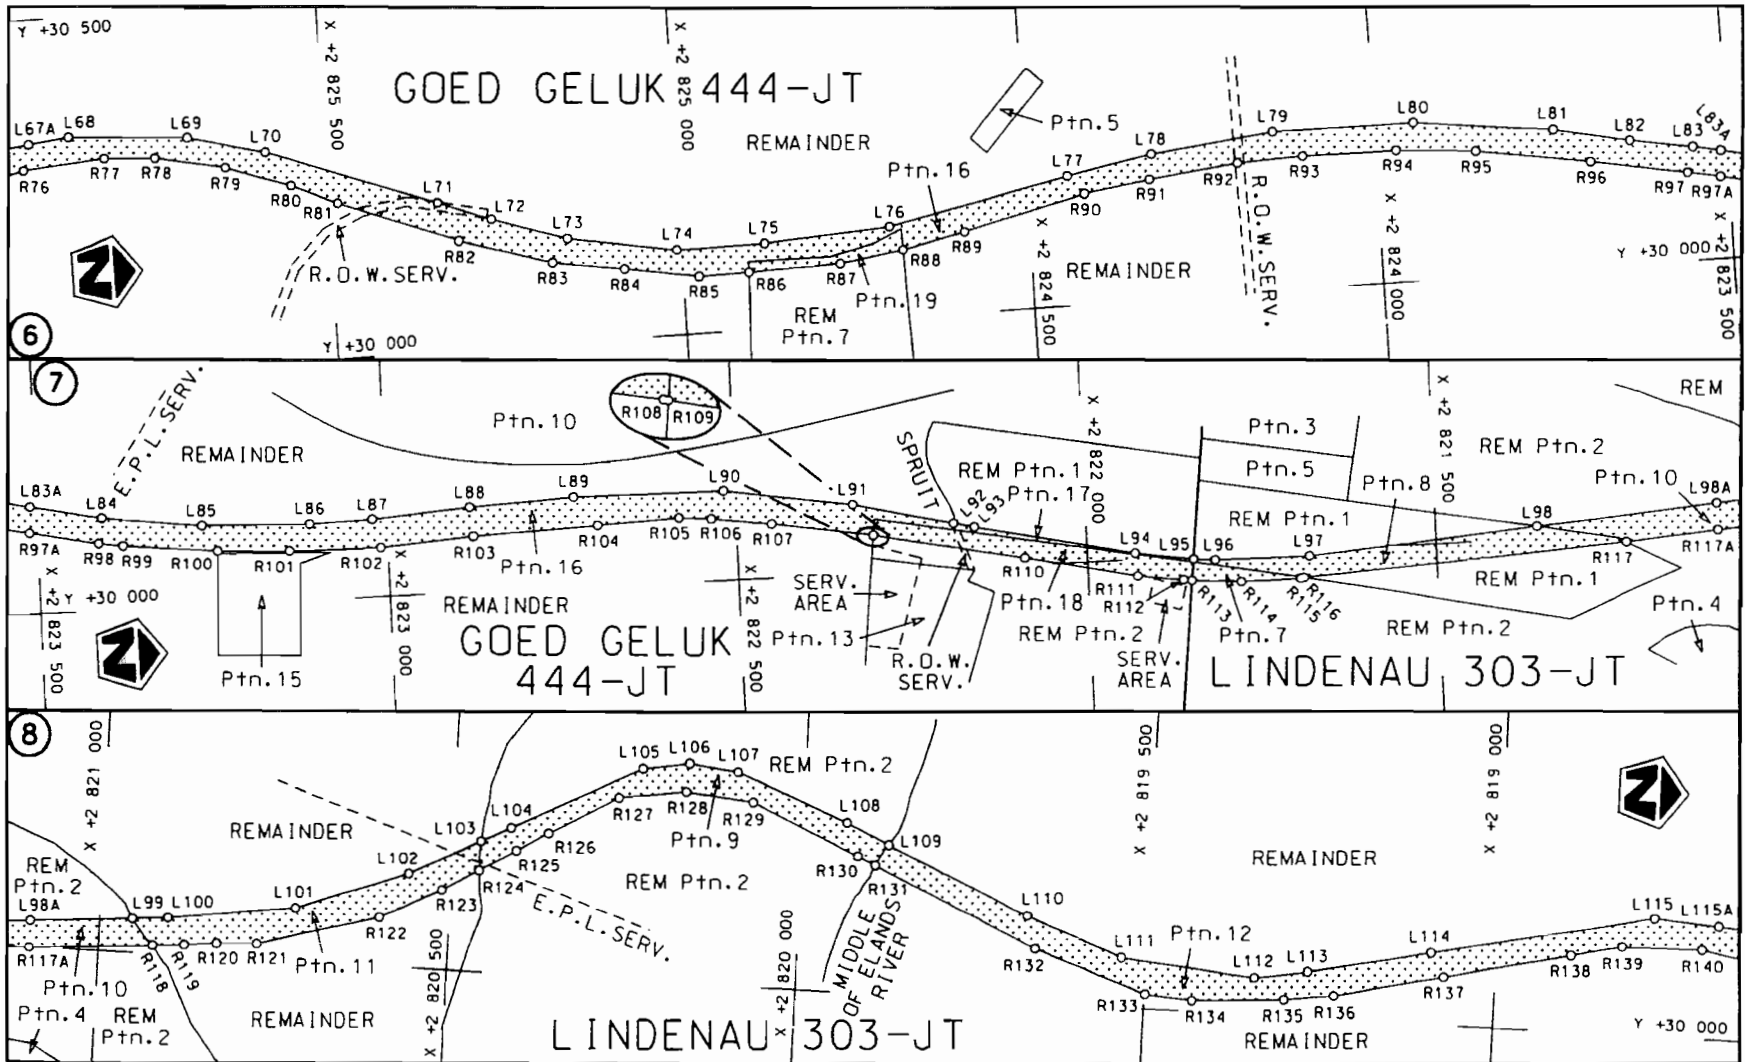 Y +30 500
X +2 825 500
X +2 825 000
GOED GELUK 444-JT
REMAINDER
Ptn.5
L67A L68 L69 L70 L71 L72 L73 L74 L75 L76 L77 L78 L79 L80 L81 L82 L83 L83A
Ptn.16
R76 R77 R78 R79 R80 R81 R82 R83 R84 R85 R86 R87 R88 R89 R90 R91 R92 R93 R94 R95 R96 R97 R97A
R.O.W.SERV.
R.O.W.SERV.
Ptn.19
REMAINDER
REM
Ptn.7
X +2 824 500
X +2 824 000
X +2 823 500
Y +30 000
Y +30 000
N
6
7
E.P.L.SERV.
REMAINDER
Ptn.10
R108 R109
SPRUIT
X +2 822 000
X +2 821 500
REM
Ptn.3
Ptn.5
REM Ptn.2
REM Ptn.1
Ptn.17
Ptn.8
Ptn.10
REM Ptn.1
L83A L84 L85 L86 L87 L88 L89 L90 L91 L92 L93 L94 L95 L96 L97 L98 L98A
R97A R98 R99 R100 R101 R102 R103 R104 R105 R106 R107 R110 R111 R112 R113 R114 R115 R116 R117 R117A
Ptn.16
Ptn.18
Ptn.7
REM Ptn.1
Ptn.4
X +2 823 500
Y +30 000
X +2 823 000
REMAINDER
X +2 822 500
SERV.
AREA
Ptn.13
R.O.W.
SERV.
REM Ptn.2
SERV.
AREA
REM Ptn.2
N
Ptn.15
GOED GELUK
444-JT
LINDENAU 303-JT
8
X +2 821 000
REMAINDER
REM
Ptn.2
L98A L99 L100 L101 L102 L103 L104 L105 L106 L107 L108 L109 L110 L111 L112 L113 L114 L115 L115A
REM Ptn.2
Ptn.9
REM Ptn.2
X +2 819 500
X +2 819 000
REMAINDER
N
R117A R118 R119 R120 R121 R122 R123 R124 R125 R126 R127 R128 R129 R130 R131 R132 R133 R134 R135 R136 R137 R138 R139 R140
Ptn.10
Ptn.11
Ptn.12
E.P.L.SERV.
Ptn.4
REM
Ptn.2
REMAINDER
X +2 820 500
X +2 820 000
MIDDLE
OF ELANDS
RIVER
LINDENAU 303-JT
REMAINDER
Y +30 000